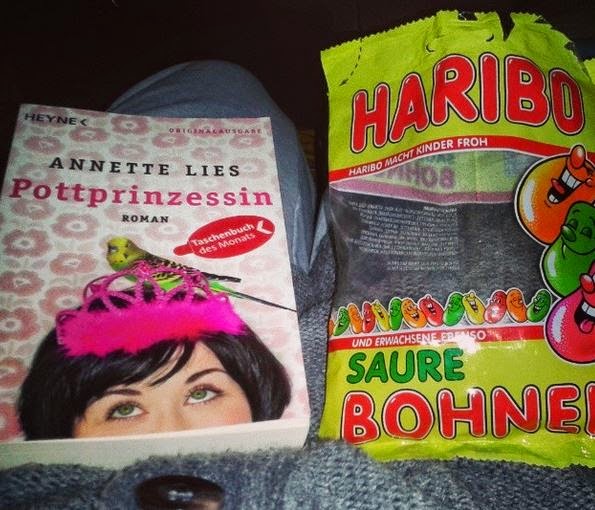 HEYNE
ORIGINALAUSGABE
ANNETTE LIES
Pottprinzessin
ROMAN
Taschenbuch
des Monats
HARIBO
HARIBO MACHT KINDER FROH
UND ERWACHSENE EBENSO
SAURE
BOHNEN